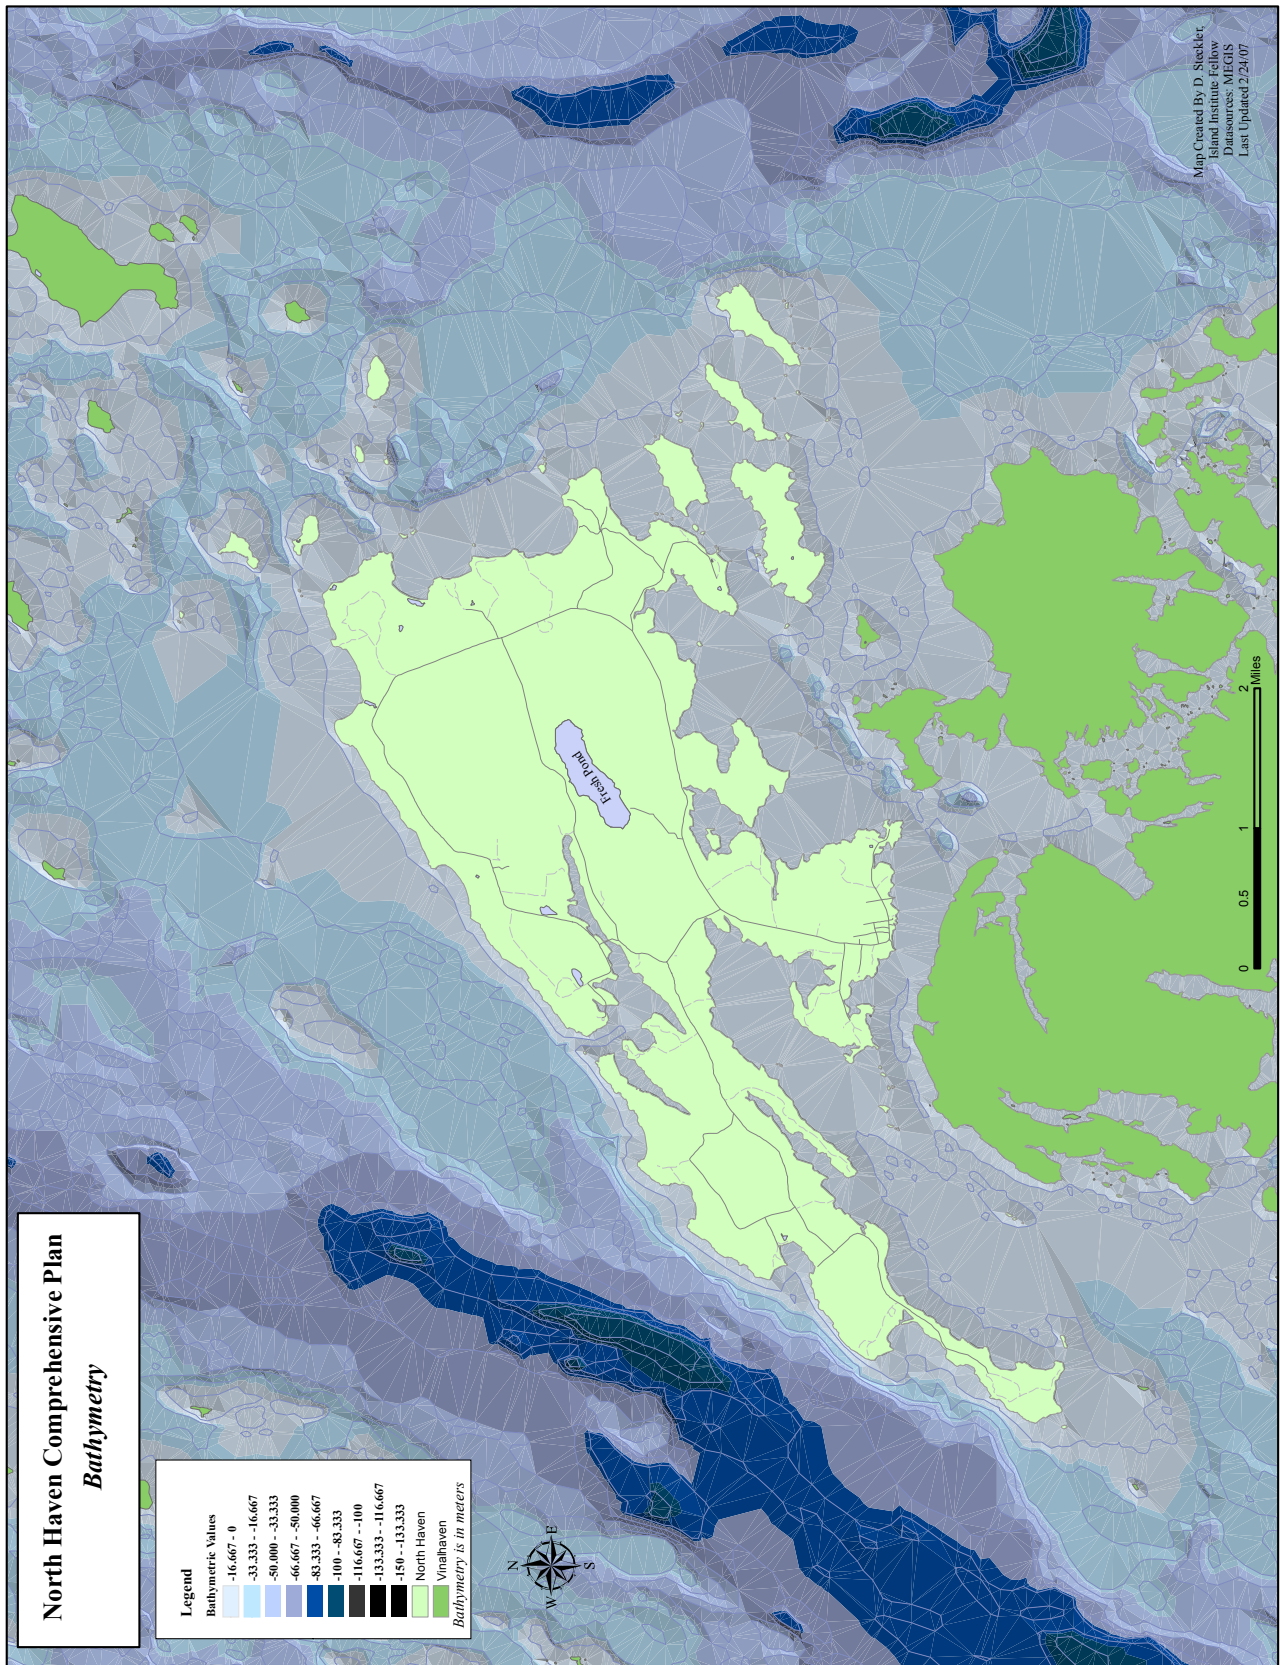 North Haven Comprehensive Plan
Bathymetry
Legend
Bathymetric Values
-16.667 - 0
-33.333 - -16.667
-50.000 - -33.333
-66.667 - -50.000
-83.333 - -66.667
-100 - -83.333
-116.667 - -100
-133.333 - -116.667
-150 - -133.333
North Haven
Vinalhaven
Bathymetry is in meters
N
W
E
S
Fresh Pond
0
0.5
1
2
Miles
Map Created By D. Steckler,
Island Institute Fellow
Datasources: MEGIS
Last Updated 2/24/07